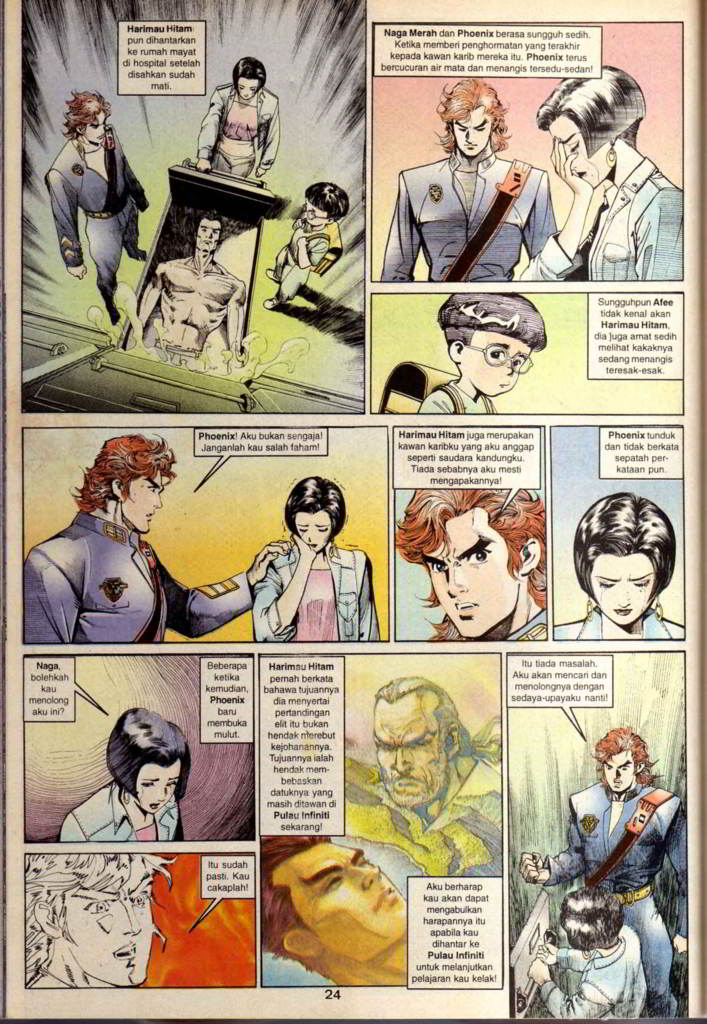 Harimau Hitam
pun dihantarkan
ke rumah mayat
di hospital setelah
disahkan sudah
mati.
Naga Merah dan Phoenix berasa sungguh sedih.
Ketika memberi penghormatan yang terakhir
kepada kawan karib mereka itu. Phoenix terus
bercucuran air mata dan menangis tersedu-sedan!
Sungguhpun Afee
tidak kenal akan
Harimau Hitam,
dia juga amat sedih
melihat kakaknya
sedang menangis
teresak-esak.
Phoenix! Aku bukan sengaja!
Janganlah kau salah faham!
Harimau Hitam juga merupakan
kawan karibku yang aku anggap
seperti saudara kandungku.
Tiada sebabnya aku mesti
mengapakannya!
Phoenix tunduk
dan tidak berkata
sepatah per-
kataan pun.
Naga,
bolehkah
kau
menolong
aku ini?
Beberapa
ketika
kemudian,
Phoenix
baru
membuka
mulut.
Itu sudah
pasti. Kau
cakaplah!
Harimau Hitam
pernah berkata
bahawa tujuannya
dia menyertai
pertandingan
elit itu bukan
hendak merebut
kejohanannya.
Tujuannya ialah
hendak mem-
bebaskan
datuknya yang
masih ditawan di
Pulau Infiniti
sekarang!
Aku berharap
kau akan dapat
mengabulkan
harapannya itu
apabila kau
dihantar ke
Pulau Infiniti
untuk melanjutkan
pelajaran kau kelak!
Itu tiada masalah.
Aku akan mencari dan
menolongnya dengan
sedaya-upayaku nanti!
24